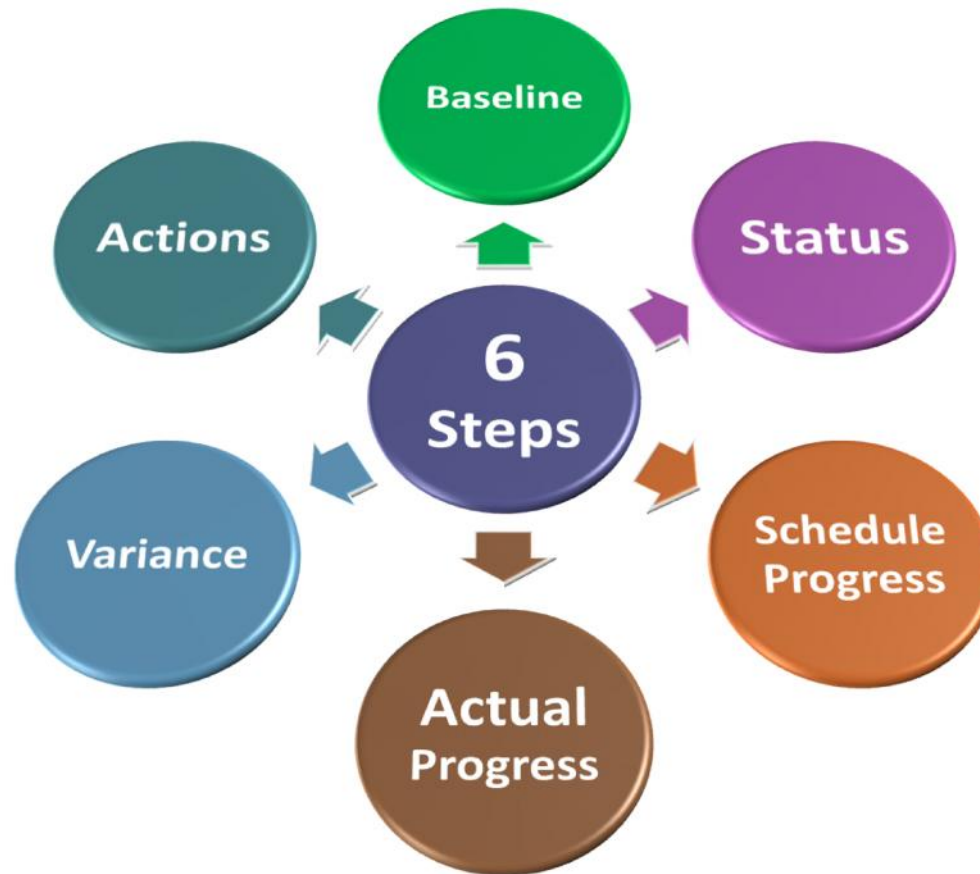 Baseline
Status
Schedule
Progress
Actual
Progress
Variance
Actions
6
Steps